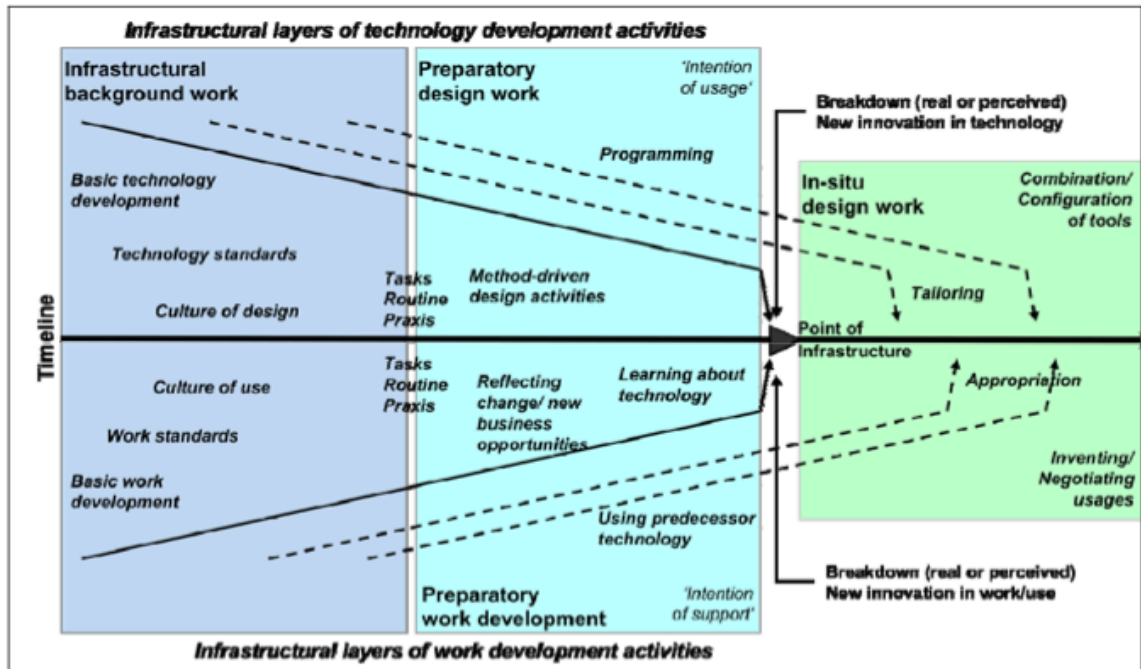 Infrastructural layers of technology development activities
Infrastructural
background work
Preparatory
design work
'Intention
of usage'
Breakdown (real or perceived)
New innovation in technology
Programming
Basic technology
development
In-situ
design work
Combination/
Configuration
of tools
Technology standards
Tasks
Routine
Praxis
Method-driven
design activities
Tailoring
Culture of design
Timeline
Point of
Infrastructure
Culture of use
Tasks
Routine
Praxis
Reflecting
change/ new
business
opportunities
Learning about
technology
Appropriation
Work standards
Basic work
development
Inventing/
Negotiating
usages
Using predecessor
technology
Breakdown (real or perceived)
New innovation in work/use
Preparatory
work development
'Intention
of support'
Infrastructural layers of work development activities